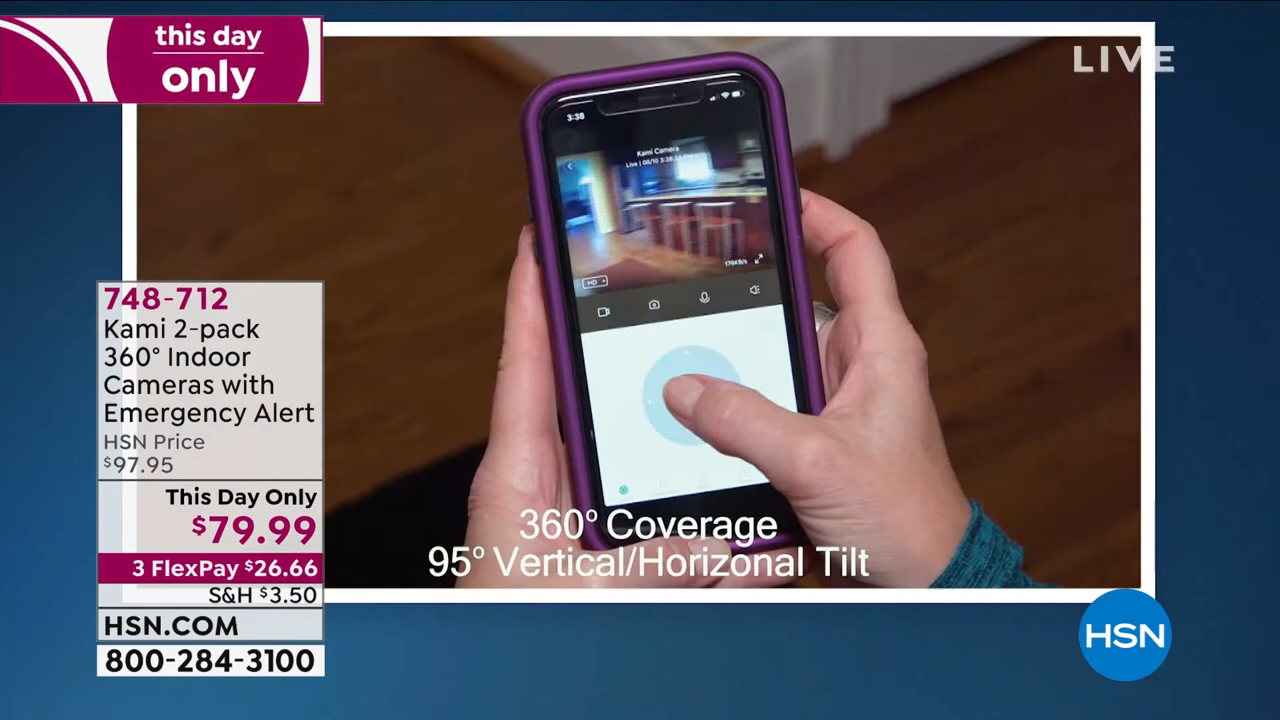 this day
only
LIVE
3:38
Kami Camera
HD
176KB/s
748-712
Kami 2-pack
360° Indoor
Cameras with
Emergency Alert
HSN Price
$97.95
This Day Only
$79.99
3 FlexPay $26.66
S&H $3.50
HSN.COM
800-284-3100
360° Coverage
95° Vertical/Horizonal Tilt
HSN